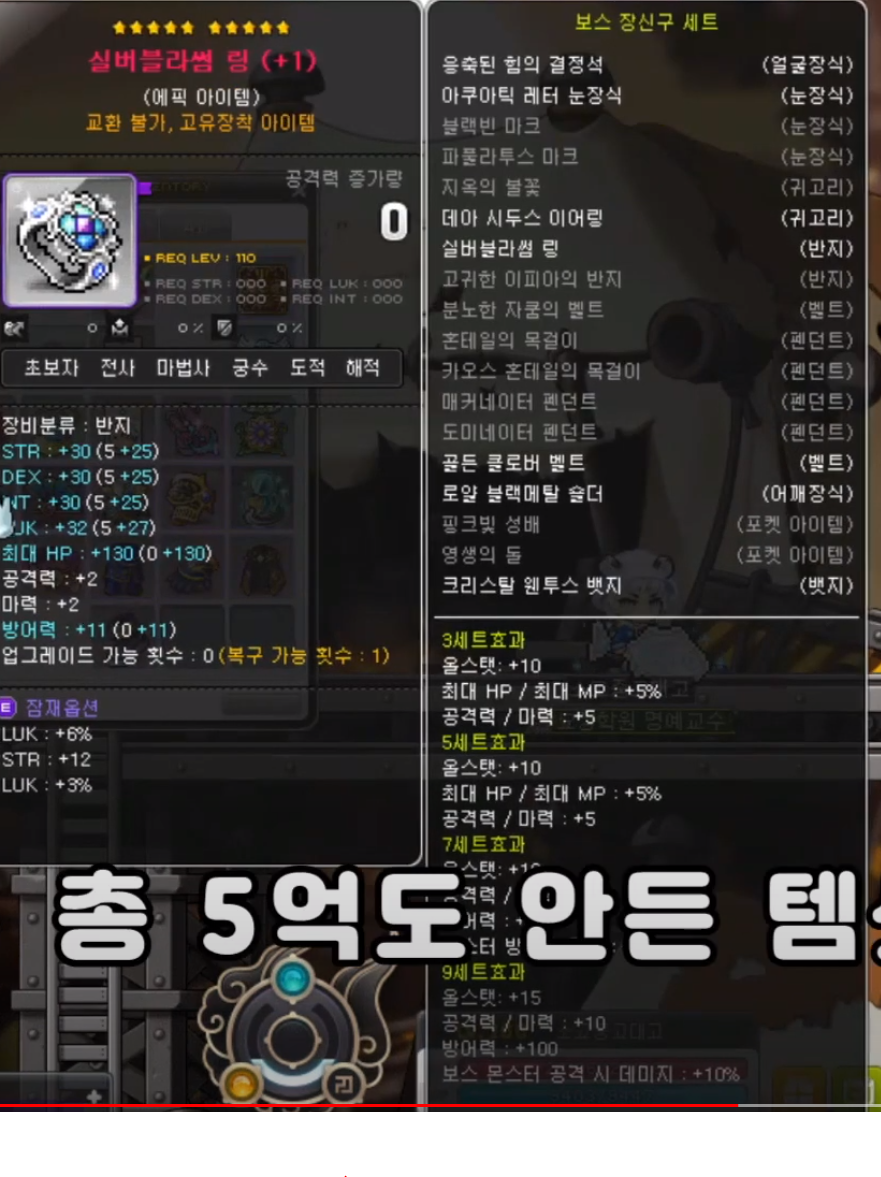 실버블라썸 링 (+1)
(에픽 아이템)
교환 불가, 고유장착 아이템
공격력 증가량
0
REQ LEV : 110
REQ STR : 000 REQ LUK : 000
REQ DEX : 000 REQ INT : 000
0 0% 0%
초보자 전사 마법사 궁수 도적 해적
장비분류 : 반지
STR : +30 (5 +25)
DEX : +30 (5 +25)
INT : +30 (5 +25)
LUK : +32 (5 +27)
최대 HP : +130 (0 +130)
공격력 : +2
마력 : +2
방어력 : +11 (0 +11)
업그레이드 가능 횟수 : 0 (복구 가능 횟수 : 1)
E 잠재옵션
LUK : +6%
STR : +12
LUK : +3%
보스 장신구 세트
응축된 힘의 결정석 (얼굴장식)
아쿠아틱 레터 눈장식 (눈장식)
블랙빈 마크 (눈장식)
파풀라투스 마크 (눈장식)
지옥의 불꽃 (귀고리)
데아 시두스 이어링 (귀고리)
실버블라썸 링 (반지)
고귀한 이피아의 반지 (반지)
분노한 자쿰의 벨트 (벨트)
혼테일의 목걸이 (펜던트)
카오스 혼테일의 목걸이 (펜던트)
매커네이터 펜던트 (펜던트)
도미네이터 펜던트 (펜던트)
골든 클로버 벨트 (벨트)
로얄 블랙메탈 숄더 (어깨장식)
핑크빛 성배 (포켓 아이템)
영생의 돌 (포켓 아이템)
크리스탈 웬투스 뱃지 (뱃지)
3세트효과
올스탯: +10
최대 HP / 최대 MP : +5%
공격력 / 마력 : +5
5세트효과
올스탯: +10
최대 HP / 최대 MP : +5%
공격력 / 마력 : +5
7세트효과
9세트효과
올스탯: +15
공격력 / 마력 : +10
방어력 : +100
보스 몬스터 공격 시 데미지 : +10%
총 5억도 안든